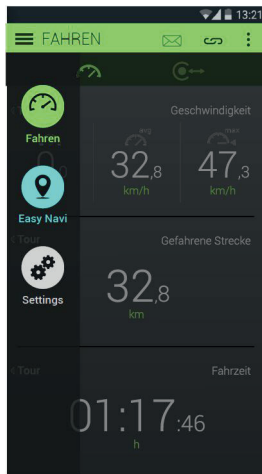 13:21
FAHREN
Fahren
Geschwindigkeit
avg max
32,8 47,3
km/h km/h
Easy Navi
< Tour Gefahrene Strecke
32,8
km
Settings
< Tour Fahrzeit
01:17:46
h